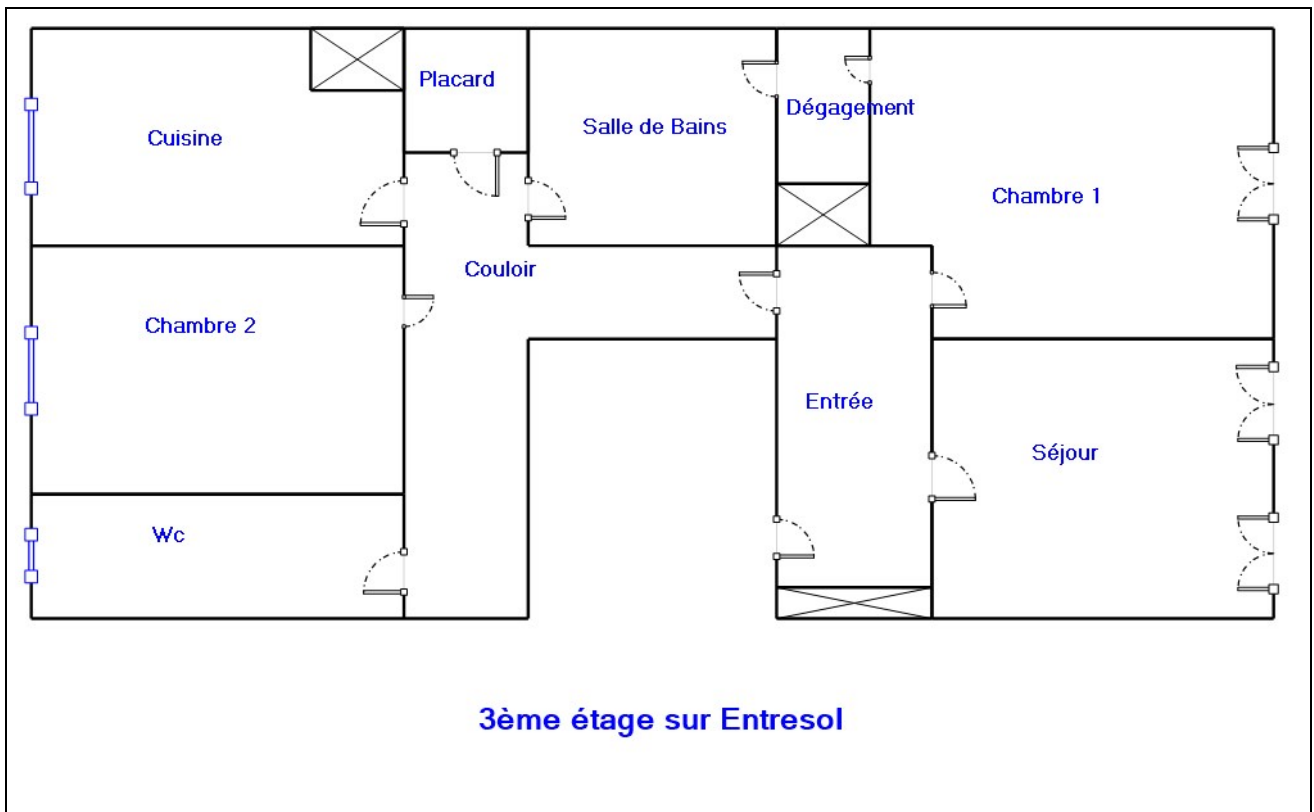 Placard
Cuisine
Salle de Bains
Dégagement
Chambre 1
Couloir
Chambre 2
Entrée
Séjour
Wc
3ème étage sur Entresol